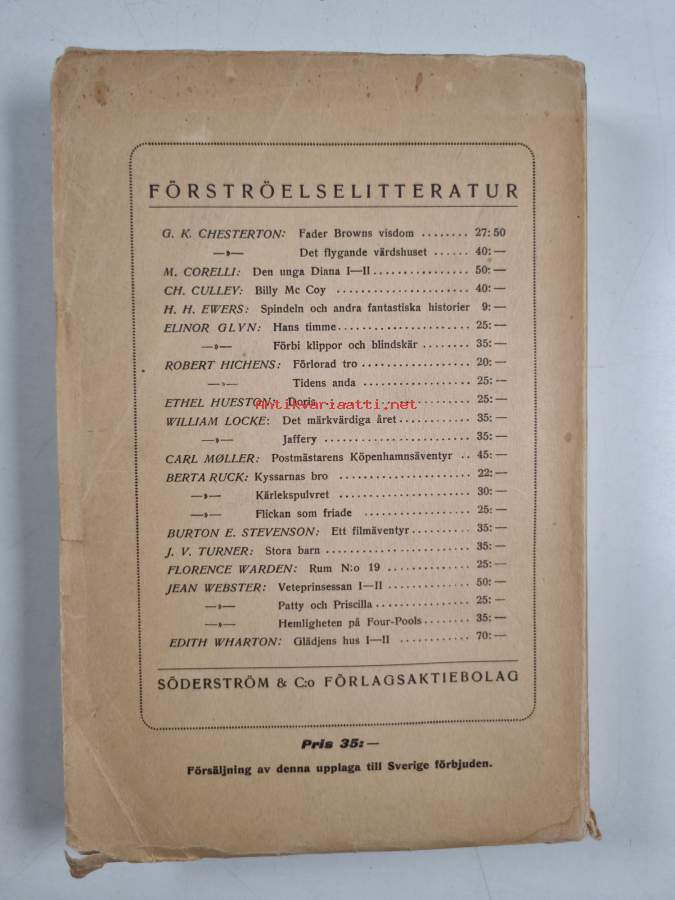 FÖRSTRÖELSELITTERATUR
G. K. CHESTERTON: Fader Browns visdom ........ 27: 50
—»— Det flygande värdshuset ...... 40: —
M. CORELLI: Den unga Diana I—II ................ 50: —
CH. CULLEY: Billy Mc Coy .................... 40: —
H. H. EWERS: Spindeln och andra fantastiska historier 9: —
ELINOR GLYN: Hans timme ....................... 25: —
—»— Förbi klippor och blindskär ........ 35: —
ROBERT HICHENS: Förlorad tro ................ 20: —
—»— Tidens anda ................ 25: —
ETHEL HUESTON: Doris ................ 25: —
Antikvariaatti.net
WILLIAM LOCKE: Det märkvärdiga året ............ 35: —
—»— Jaffery ....................... 35: —
CARL MØLLER: Postmästarens Köpenhamnsäventyr .. 45: —
BERTA RUCK: Kyssarnas bro .................... 22: —
—»— Kärlekspulvret .................... 30: —
—»— Flickan som friade ................ 25: —
BURTON E. STEVENSON: Ett filmäventyr .......... 35: —
J. V. TURNER: Stora barn ....................... 35: —
FLORENCE WARDEN: Rum N:o 19 .............. 25: —
JEAN WEBSTER: Veteprinsessan I—II ............ 50: —
—»— Patty och Priscilla ................ 25: —
—»— Hemligheten på Four-Pools ....... 35: —
EDITH WHARTON: Glädjens hus I—II ............ 70: —
SÖDERSTRÖM & C:o FÖRLAGSAKTIEBOLAG
Pris 35: —
Försäljning av denna upplaga till Sverige förbjuden.